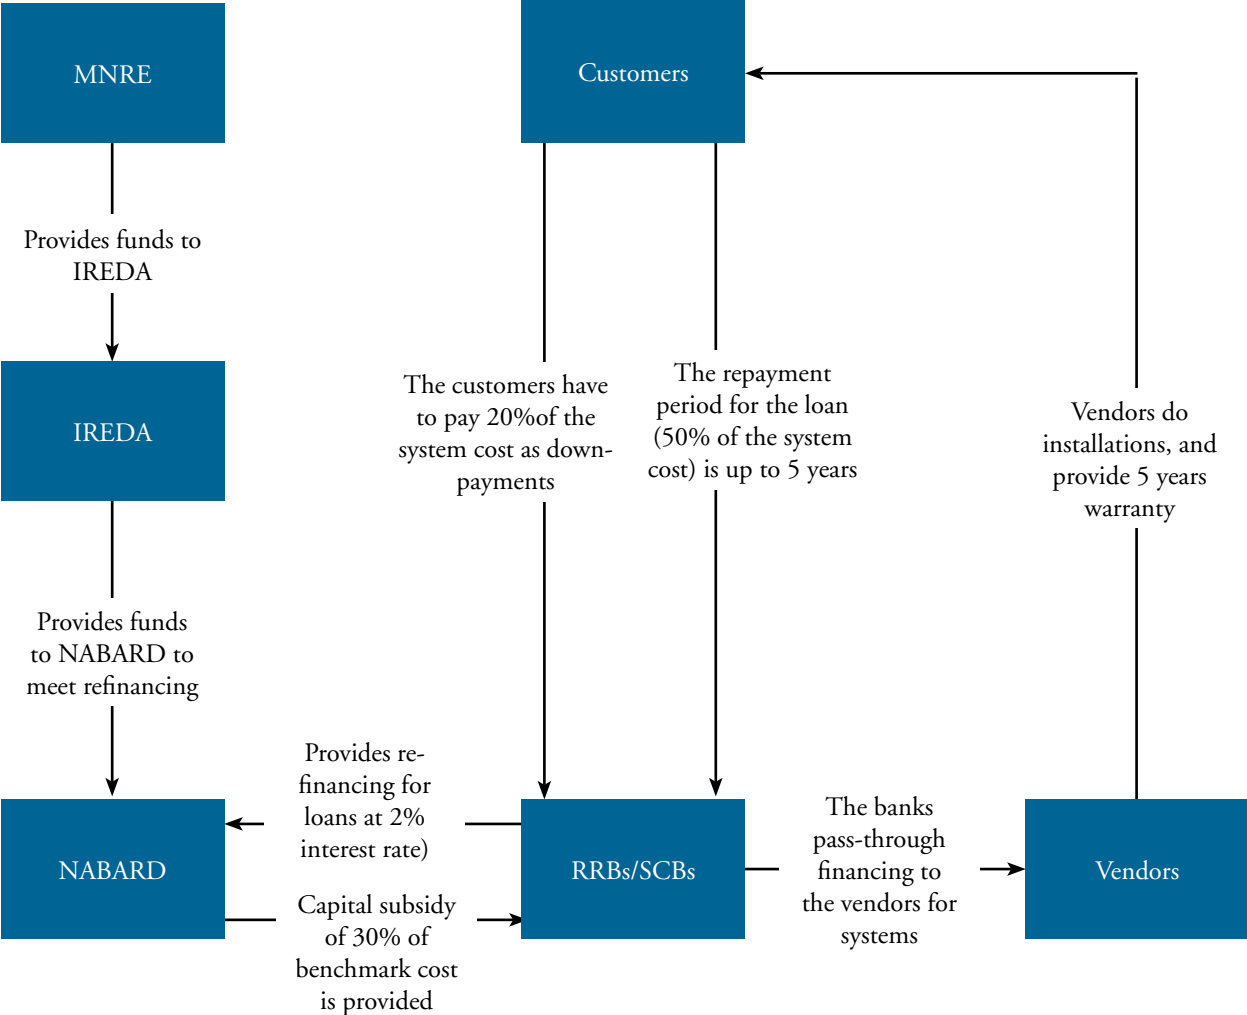 MNRE
Customers
Provides funds to
IREDA
IREDA
The customers have
to pay 20%of the
system cost as down-
payments
The repayment
period for the loan
(50% of the system
cost) is up to 5 years
Vendors do
installations, and
provide 5 years
warranty
Provides funds
to NABARD to
meet refinancing
Provides re-
financing for
loans at 2%
interest rate)
NABARD
Capital subsidy
of 30% of
benchmark cost
is provided
RRBs/SCBs
The banks
pass-through
financing to
the vendors for
systems
Vendors